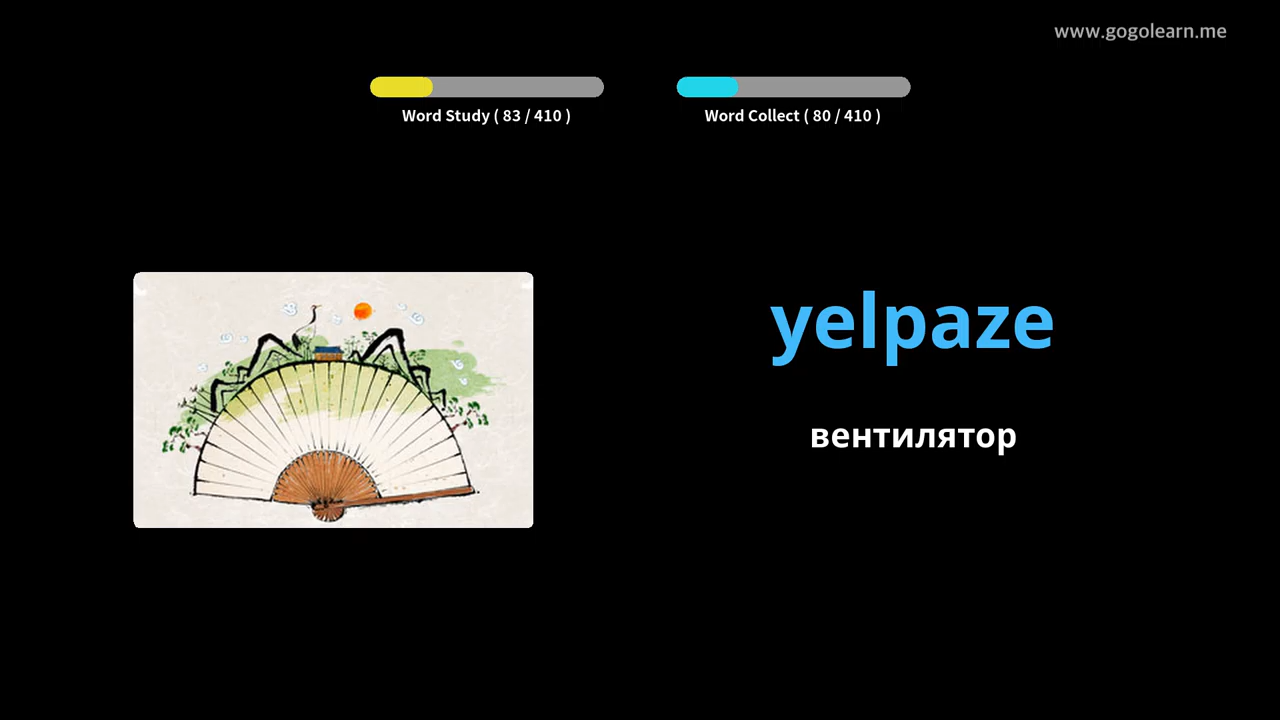 www.gogolearn.me
Word Study ( 83 / 410 )
Word Collect ( 80 / 410 )
yelpaze
вентилятор